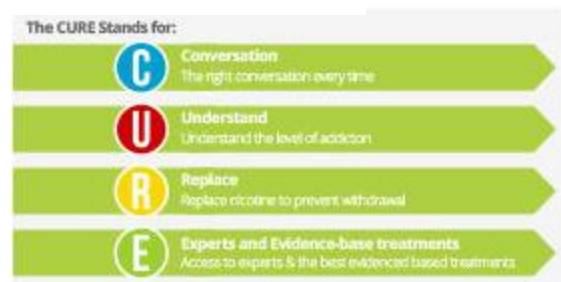 The CURE Stands for:
C
Conversation
The right conversation every time
U
Understand
Understand the level of addiction
R
Replace
Replace nicotine to prevent withdrawal
E
Experts and Evidence-base treatments
Access to experts & the best evidenced based treatments